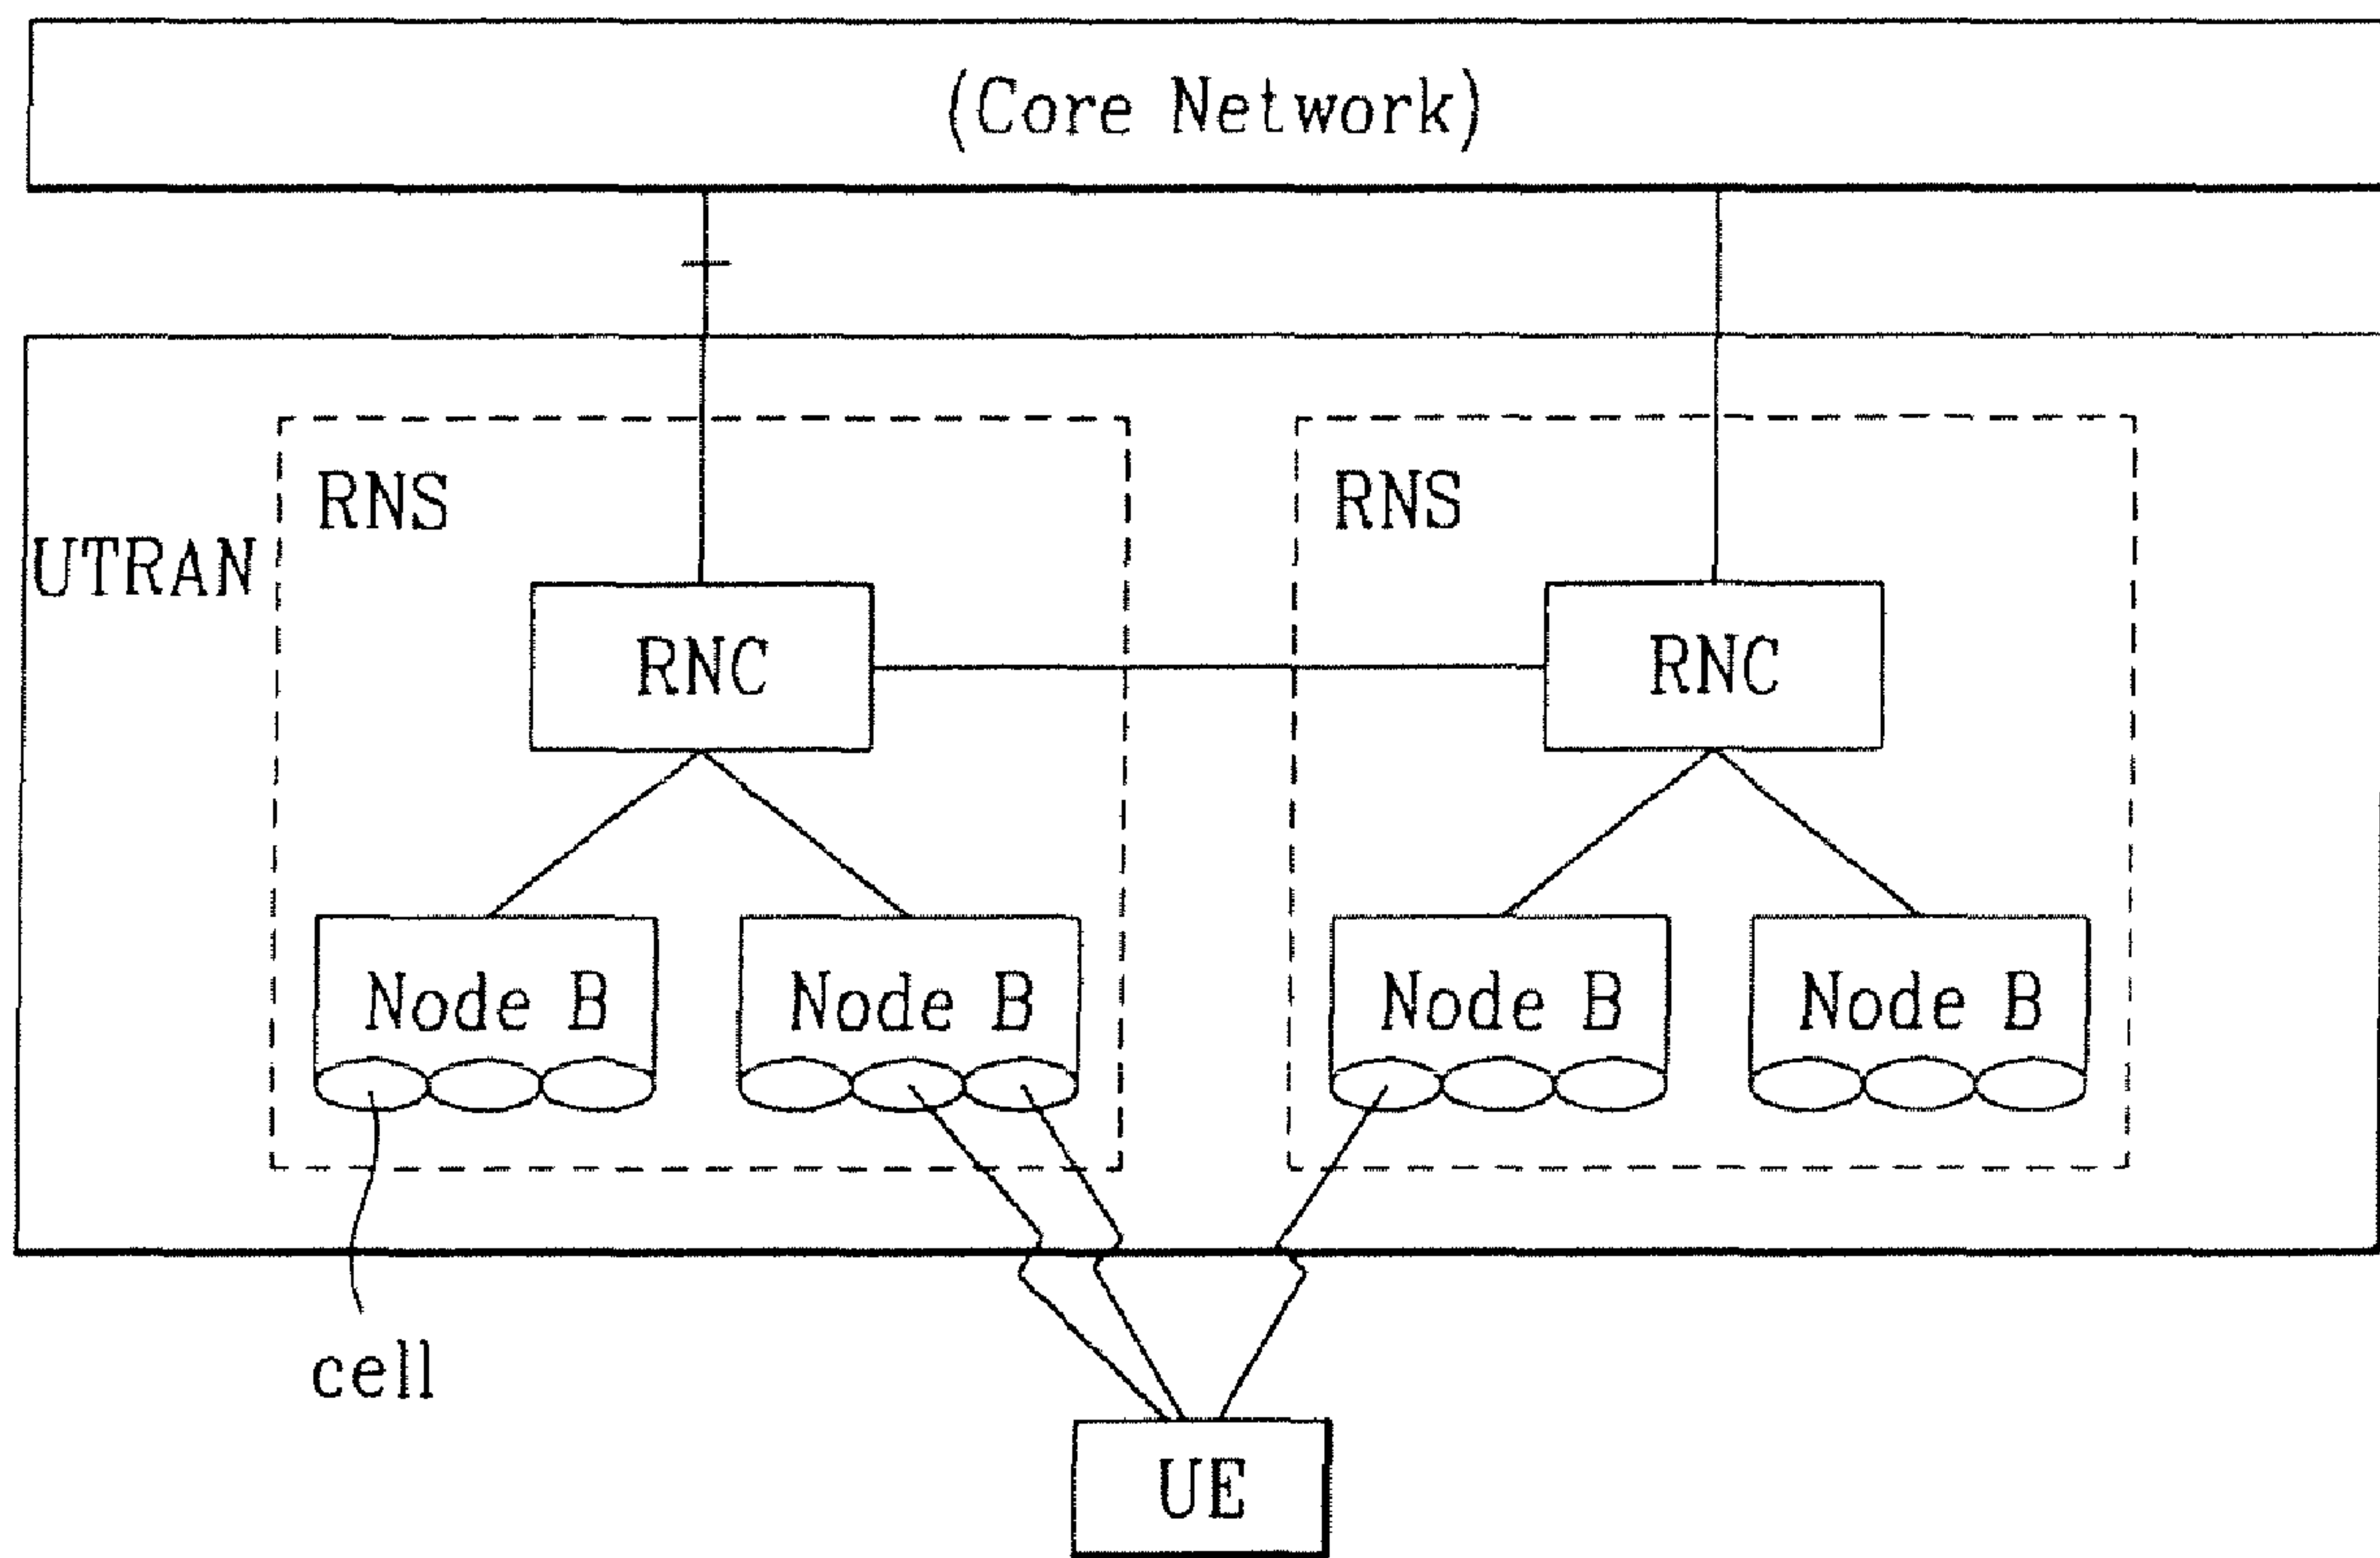 (Core Network)
RNS
RNS
UTRAN
RNC
RNC
Node B
Node B
Node B
Node B
cell
UE